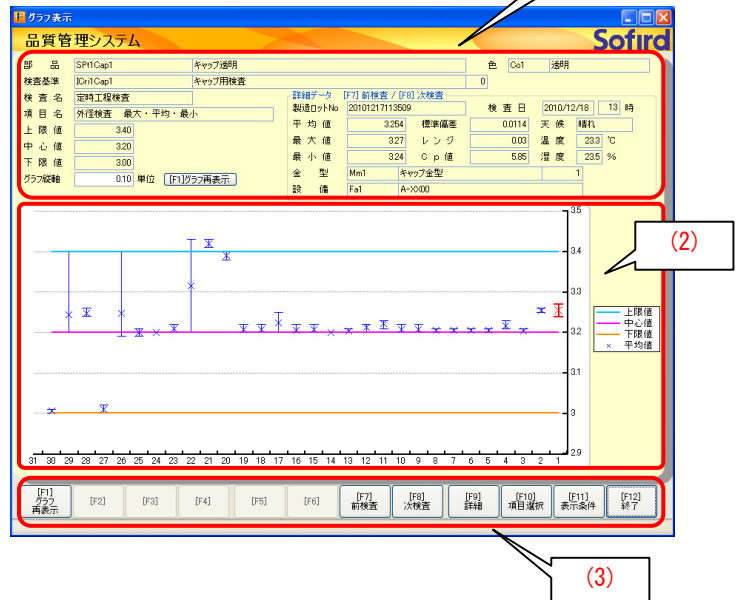 グラフ表示
品質管理システム
Sofird
部 品 SPt1Cap1 キャップ透明 色 Co1 透明
検査基準 ICri1Cap1 キャップ用検査 0
検 査 名 定時工程検査
項 目 名 外径検査 最大・平均・最小
上 限 値 3.40
中 心 値 3.20
下 限 値 3.00
グラフ縦軸 0.10 単位 [F1]グラフ再表示
詳細データ [F7] 前検査 / [F8] 次検査
製造ロットNo 20101217113509 検 査 日 2010/12/18 13 時
平 均 値 3.254 標準偏差 0.0114 天 候 晴れ
最 大 値 3.27 レ ン ジ 0.03 温 度 23.3 ℃
最 小 値 3.24 C p 値 5.85 湿 度 23.5 %
金 型 Mm1 キャップ金型 1
設 備 Fa1 A-XX00
3.5
3.4
3.3
3.2
3.1
3
2.9
31 30 29 28 27 26 25 24 23 22 21 20 19 18 17 16 15 14 13 12 11 10 9 8 7 6 5 4 3 2 1
上限値
中心値
下限値
× 平均値
(2)
[F1] グラフ 再表示
[F2]
[F3]
[F4]
[F5]
[F6]
[F7] 前検査
[F8] 次検査
[F9] 詳細
[F10] 項目選択
[F11] 表示条件
[F12] 終了
(3)